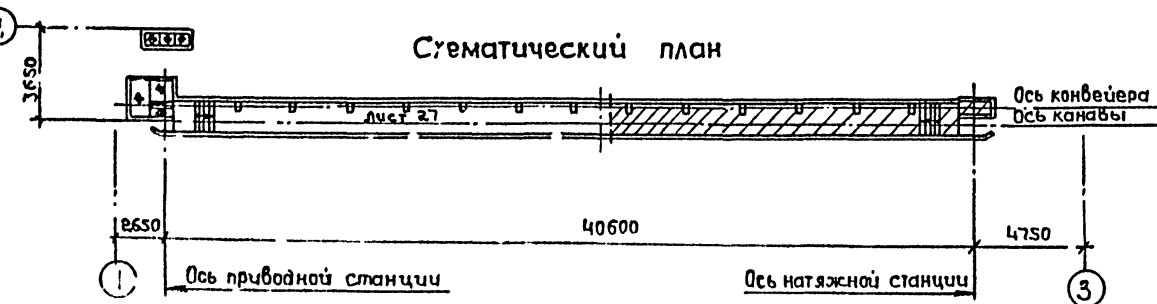 Схематический план
3650
Ось конвейера
Ось канавы
лист 27
2650
40600
4750
Ось приводной станции
Ось натяжной станции
1
3